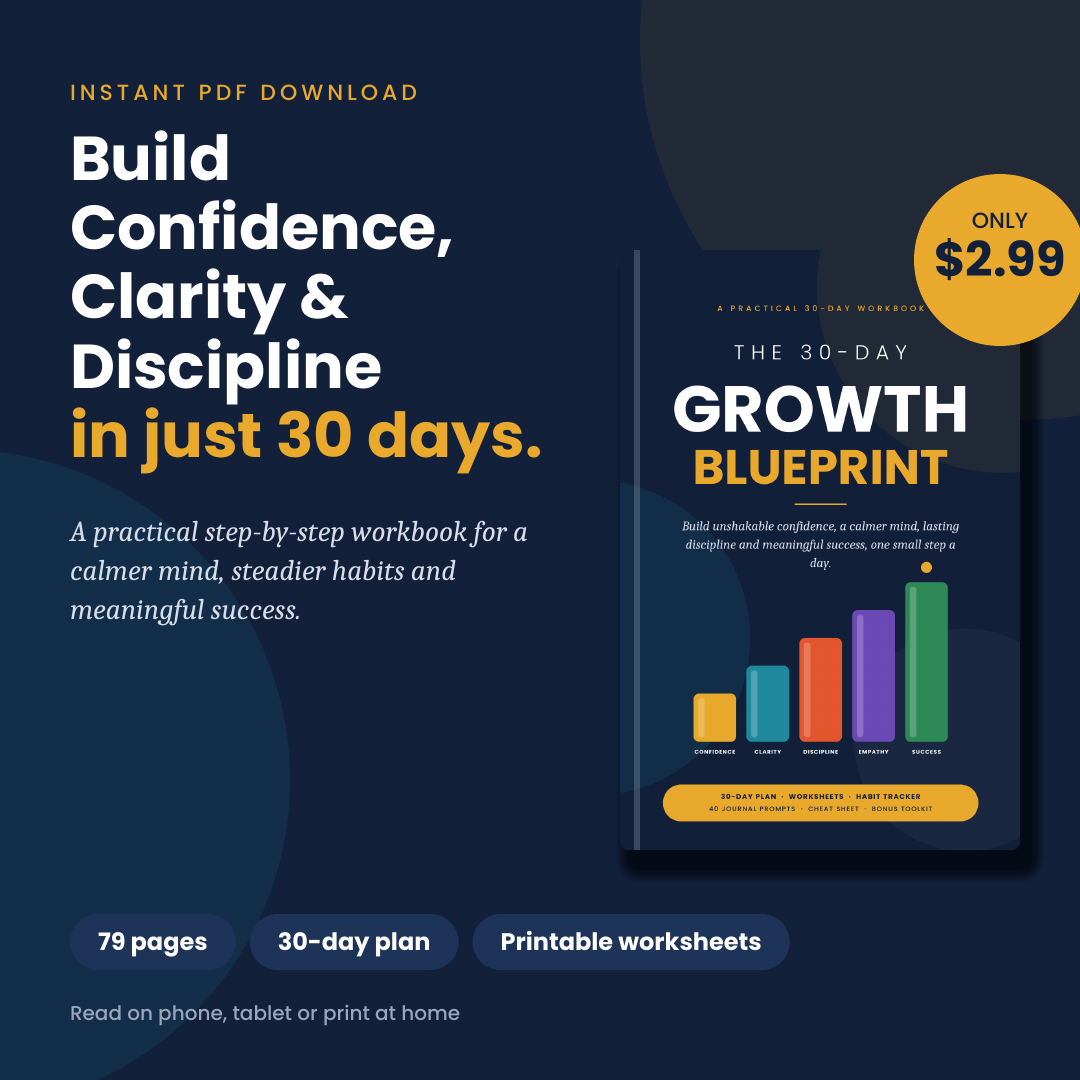 INSTANT PDF DOWNLOAD
Build
Confidence,
Clarity &
Discipline
in just 30 days.
A practical step-by-step workbook for a
calmer mind, steadier habits and
meaningful success.
ONLY
$2.99
A PRACTICAL 30-DAY WORKBOOK
THE 30-DAY
GROWTH
BLUEPRINT
Build unshakable confidence, a calmer mind, lasting
discipline and meaningful success, one small step a
day.
CONFIDENCE CLARITY DISCIPLINE EMPATHY SUCCESS
30-DAY PLAN · WORKSHEETS · HABIT TRACKER
40 JOURNAL PROMPTS · CHEAT SHEET · BONUS TOOLKIT
79 pages 30-day plan Printable worksheets
Read on phone, tablet or print at home